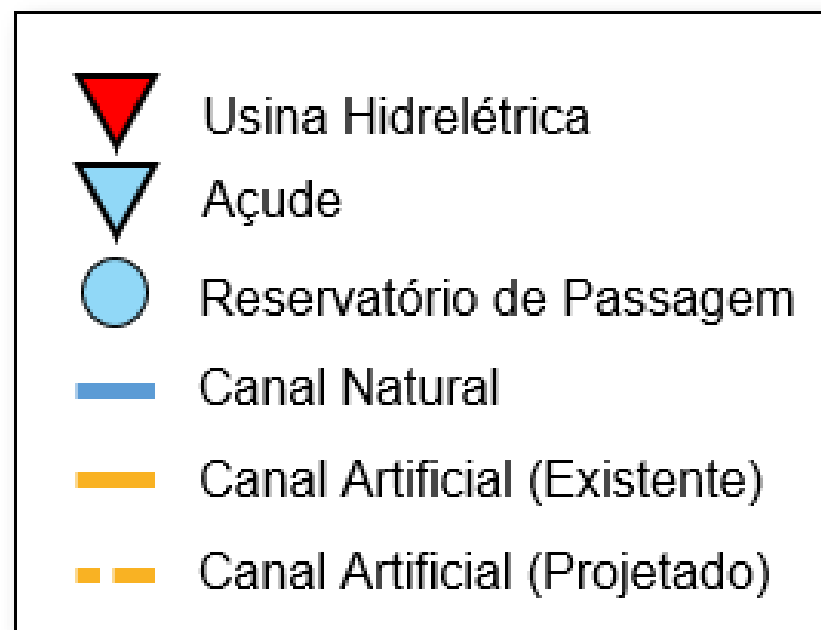 Usina Hidrelétrica
Açude
Reservatório de Passagem
Canal Natural
Canal Artificial (Existente)
Canal Artificial (Projetado)